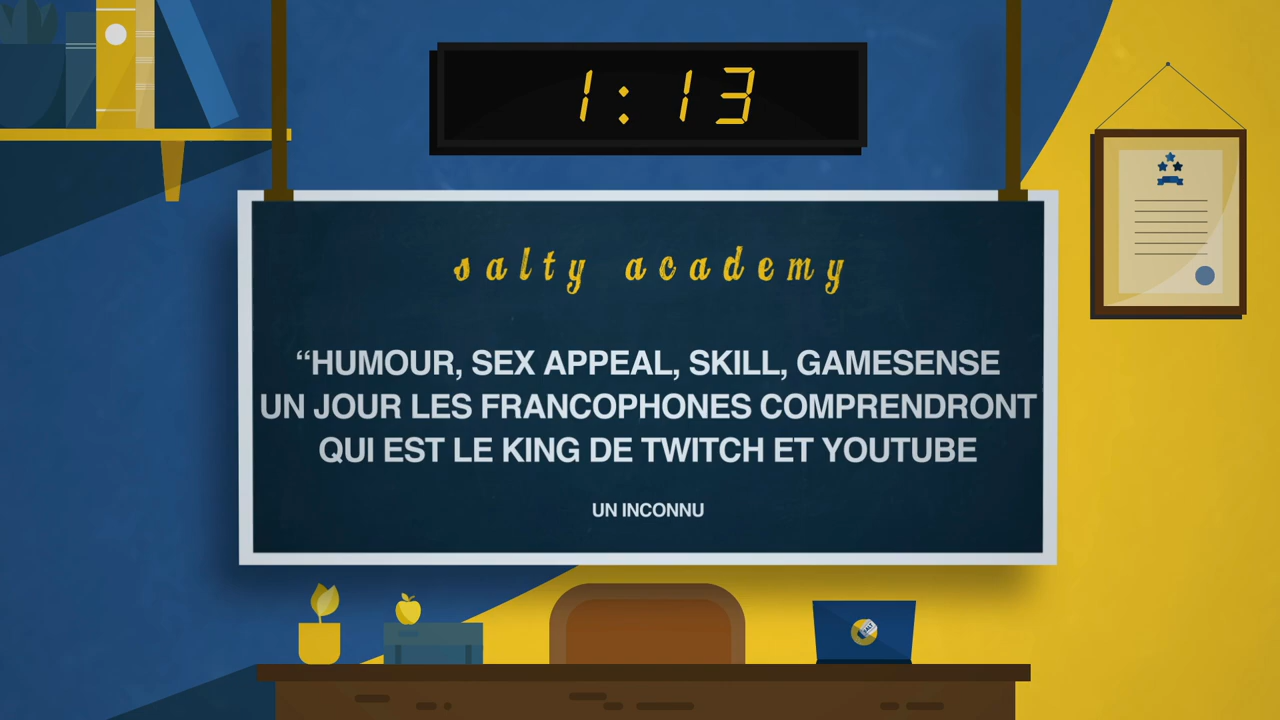 1:13
salty academy
“HUMOUR, SEX APPEAL, SKILL, GAMESENSE
UN JOUR LES FRANCOPHONES COMPRENDRONT
QUI EST LE KING DE TWITCH ET YOUTUBE
UN INCONNU